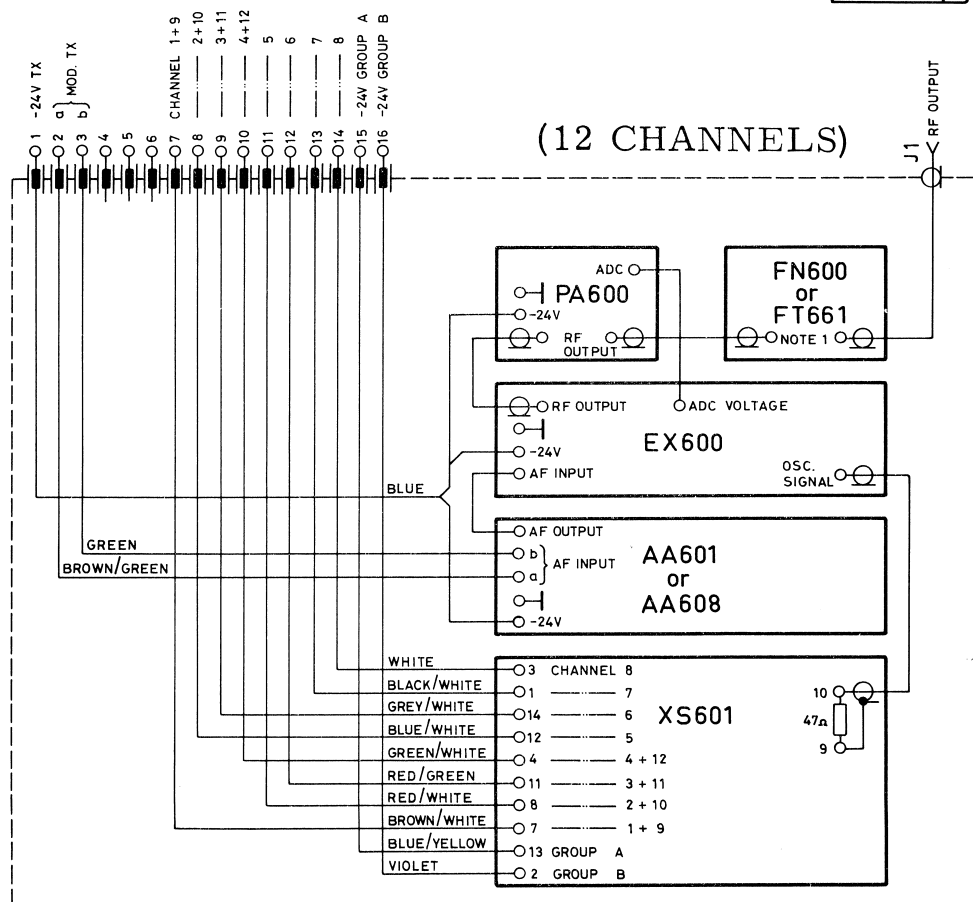 1 -24V TX
2 a } MOD. TX
3 b
4
5
6
7 CHANNEL 1+9
8 —··— 2+10
9 —··— 3+11
10 —··— 4+12
11 —··— 5
12 —··— 6
13 —··— 7
14 —··— 8
15 -24V GROUP A
16 -24V GROUP B
(12 CHANNELS)
J1
RF OUTPUT
ADC
PA600
-24V
RF OUTPUT
FN600
or
FT661
NOTE 1
RF OUTPUT
ADC VOLTAGE
EX600
-24V
AF INPUT
OSC.
SIGNAL
BLUE
AF OUTPUT
GREEN
b
BROWN/GREEN
a
AF INPUT
AA601
or
AA608
-24V
WHITE
3 CHANNEL 8
BLACK/WHITE
1 —··— 7
GREY/WHITE
14 —··— 6
BLUE/WHITE
12 —··— 5
GREEN/WHITE
4 —··— 4 + 12
RED/GREEN
11 —··— 3 + 11
RED/WHITE
8 —··— 2 + 10
BROWN/WHITE
7 —··— 1 + 9
BLUE/YELLOW
13 GROUP A
VIOLET
2 GROUP B
XS601
10
47Ω
9